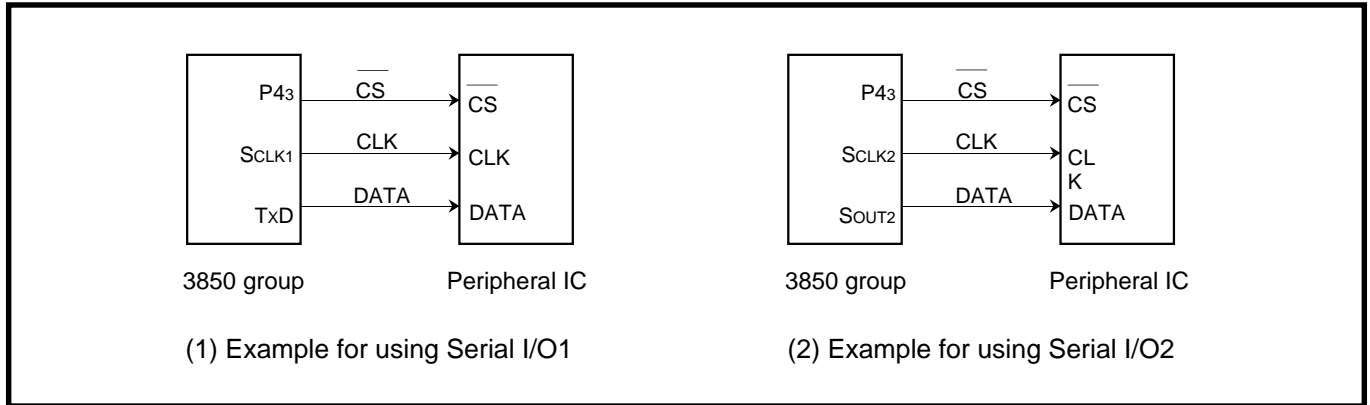 P43 CS CS
SCLK1 CLK CLK
TXD DATA DATA
3850 group Peripheral IC
(1) Example for using Serial I/O1
P43 CS CS
SCLK2 CLK CL
K
SOUT2 DATA DATA
3850 group Peripheral IC
(2) Example for using Serial I/O2